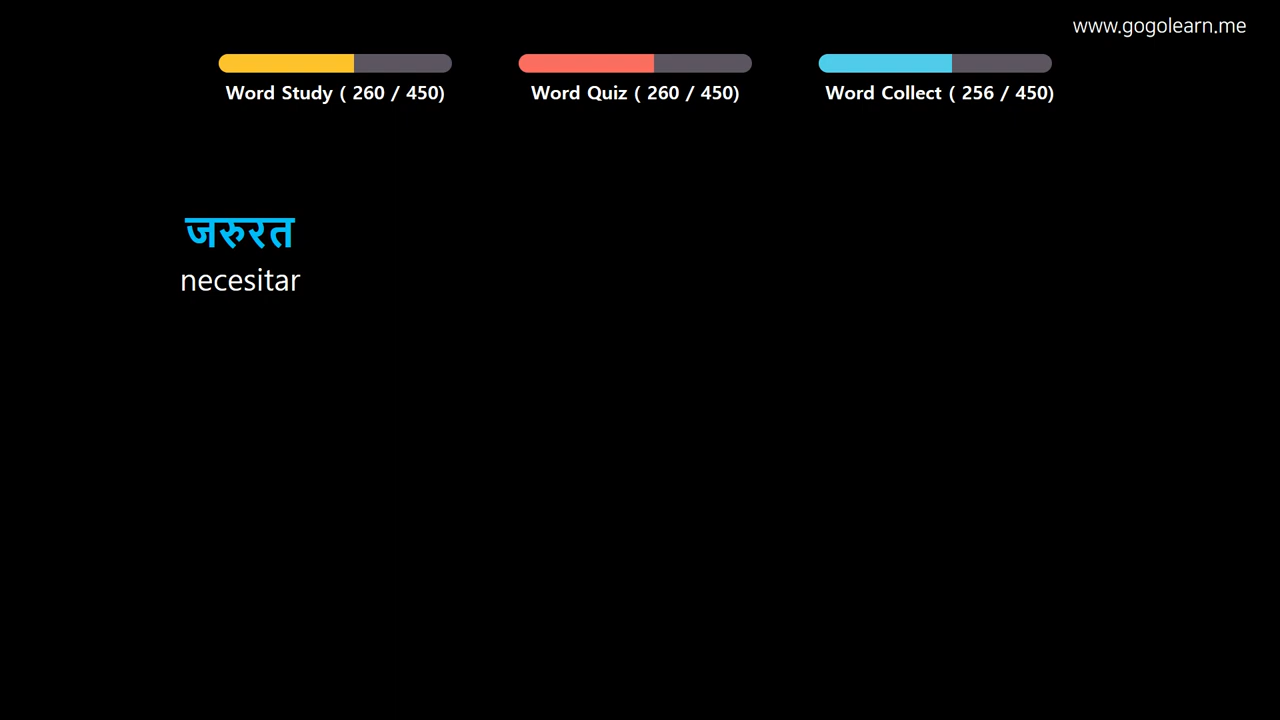 www.gogolearn.me
Word Study ( 260 / 450)
Word Quiz ( 260 / 450)
Word Collect ( 256 / 450)
जरुरत
necesitar